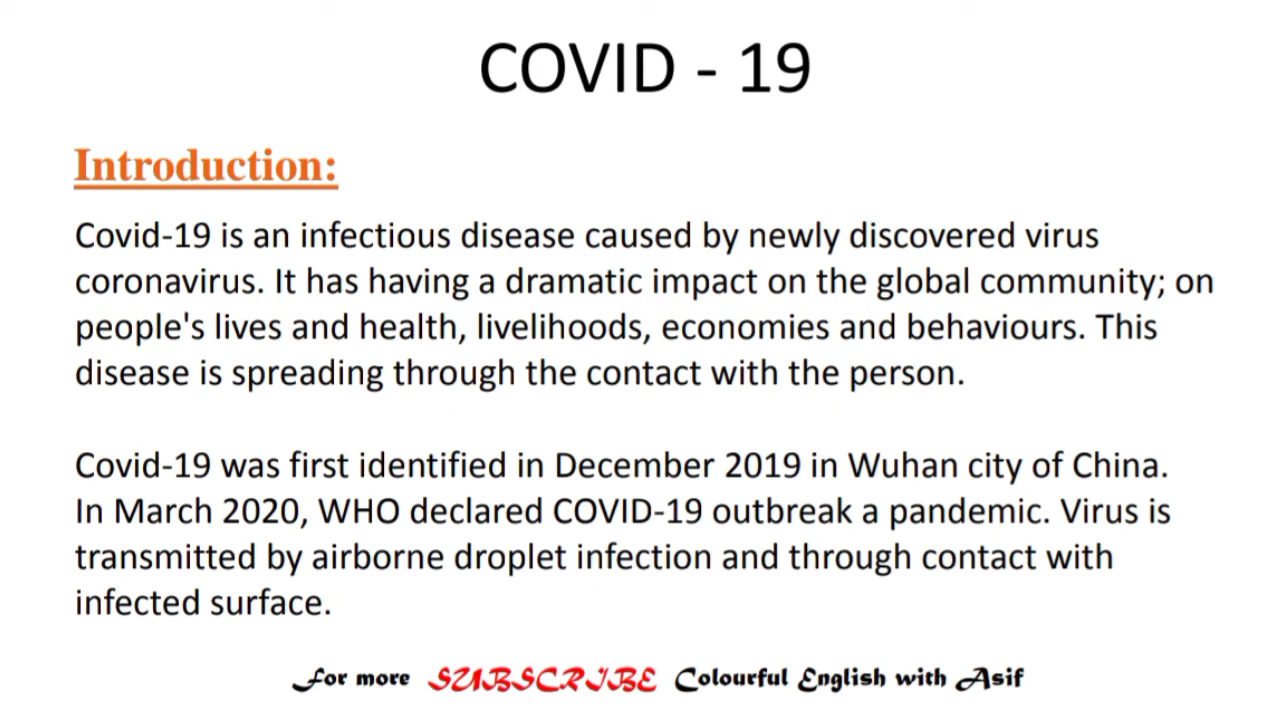 COVID - 19
Introduction:
Covid-19 is an infectious disease caused by newly discovered virus
coronavirus. It has having a dramatic impact on the global community; on
people's lives and health, livelihoods, economies and behaviours. This
disease is spreading through the contact with the person.
Covid-19 was first identified in December 2019 in Wuhan city of China.
In March 2020, WHO declared COVID-19 outbreak a pandemic. Virus is
transmitted by airborne droplet infection and through contact with
infected surface.
For more SUBSCRIBE Colourful English with Asif